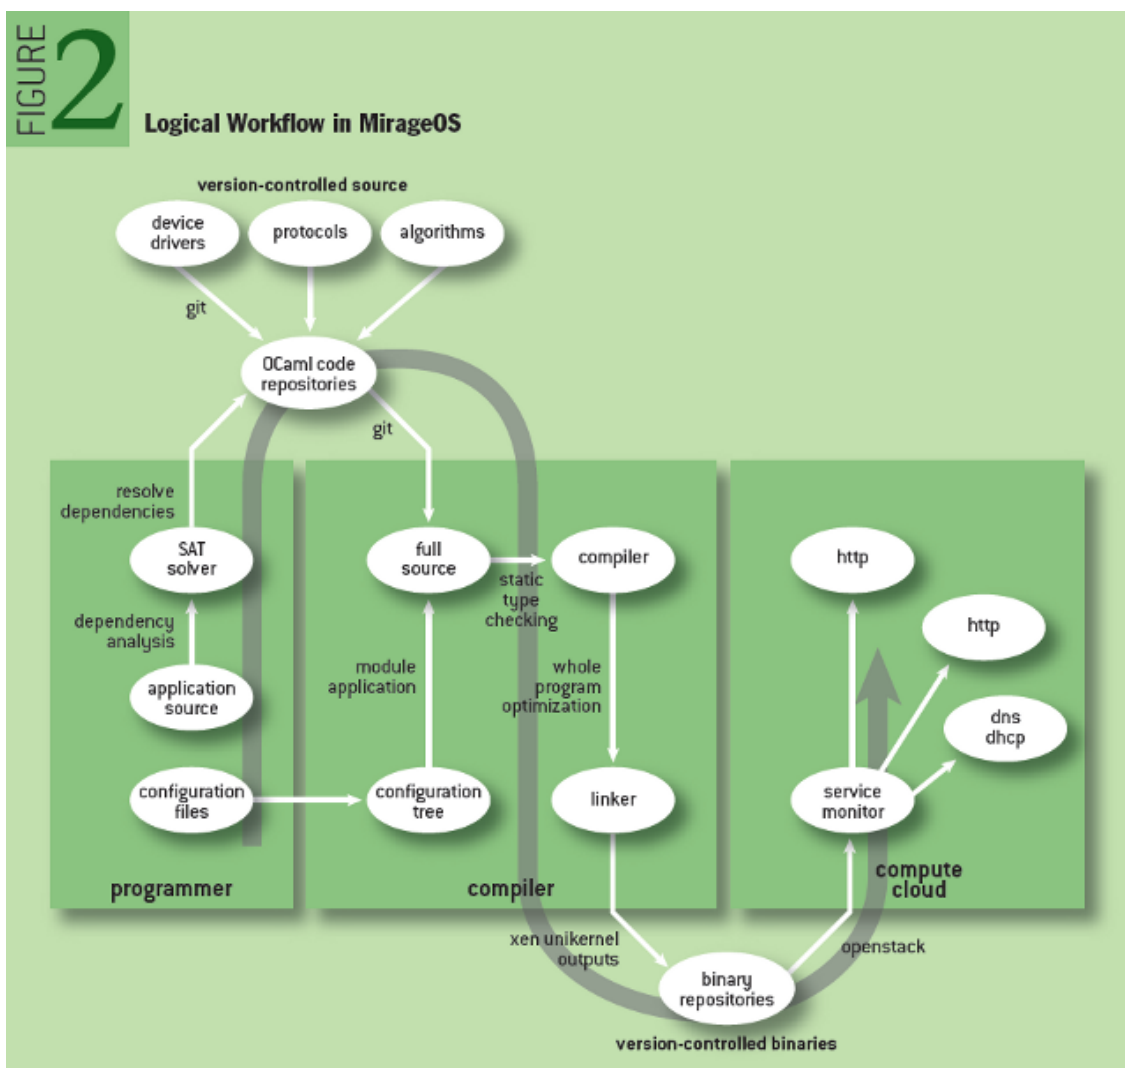 FIGURE
2
Logical Workflow in MirageOS
version-controlled source
device
drivers
protocols
algorithms
git
OCaml code
repositories
git
resolve
dependencies
SAT
solver
dependency
analysis
application
source
configuration
files
programmer
full
source
static
type
checking
compiler
module
application
whole
program
optimization
configuration
tree
linker
compiler
http
http
dns
dhcp
service
monitor
compute
cloud
xen unikernel
outputs
openstack
binary
repositories
version-controlled binaries